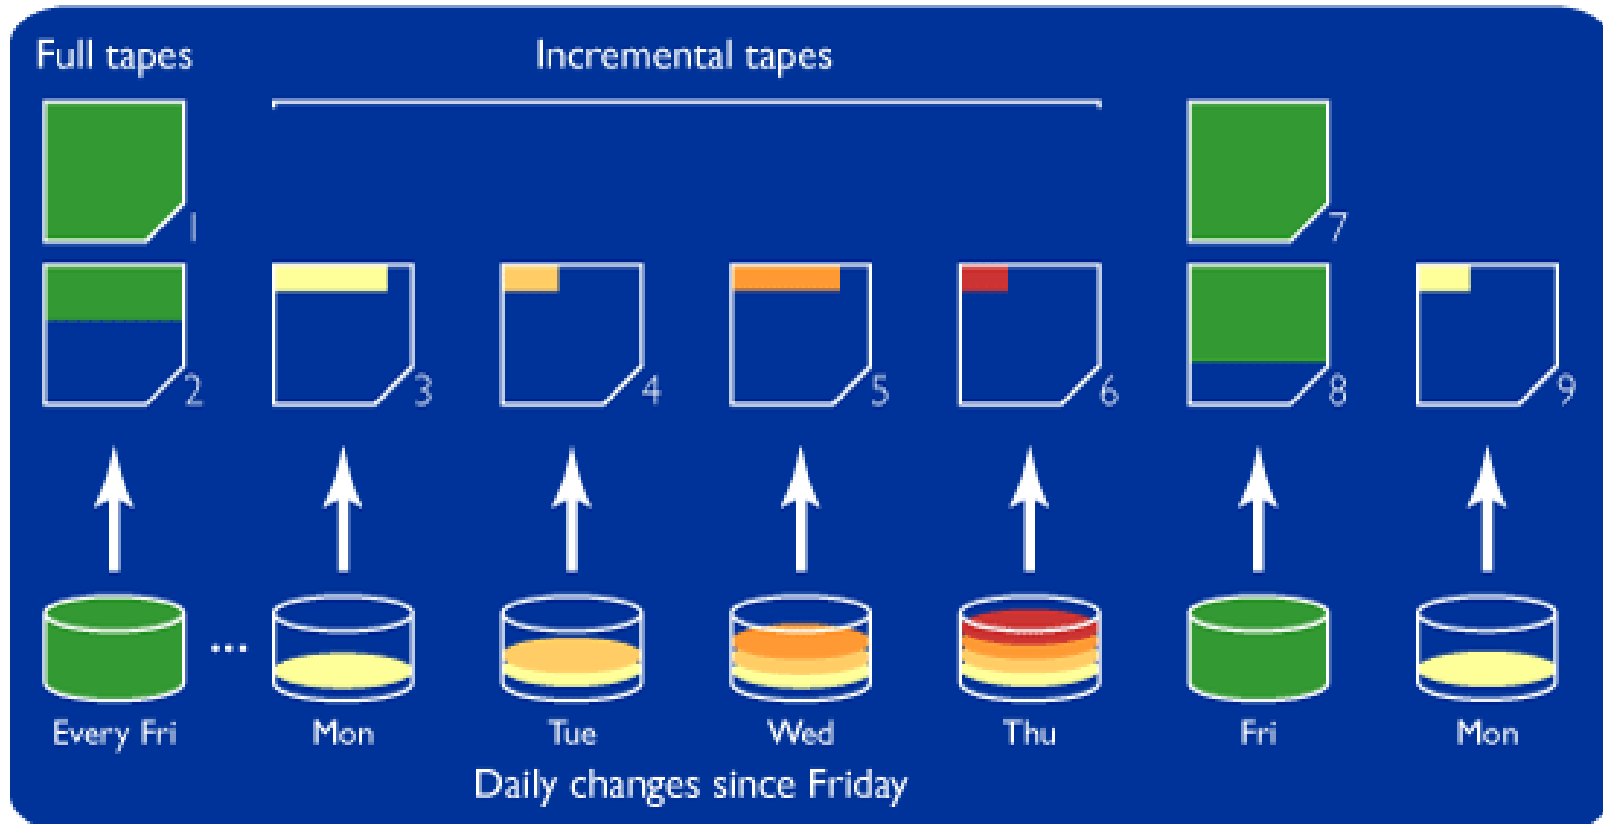 Full tapes
Incremental tapes
1
7
2
3
4
5
6
8
9
...
Every Fri
Mon
Tue
Wed
Thu
Fri
Mon
Daily changes since Friday